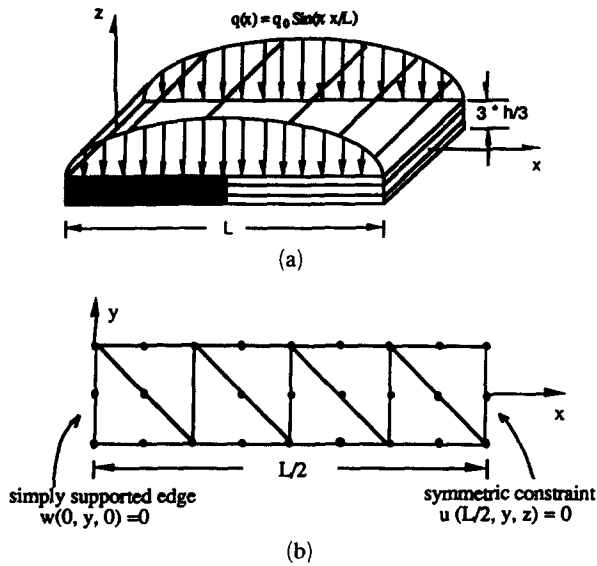 z
q(x) = q₀ Sin(π x/L)
3 * h/3
x
L
(a)
y
x
L/2
simply supported edge
w(0, y, 0) =0
symmetric constraint
u (L/2, y, z) = 0
(b)